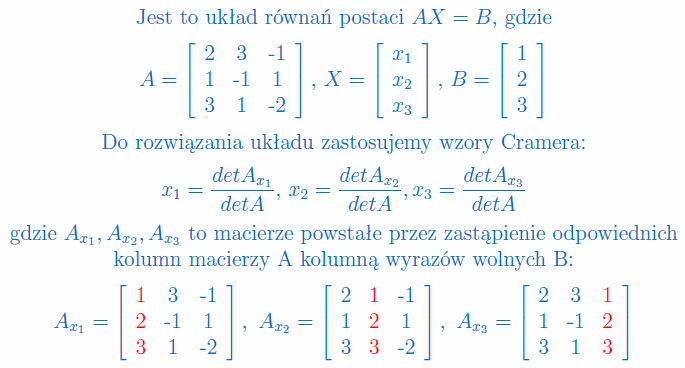 Jest to układ równań postaci AX = B, gdzie
A = [ 2 3 -1 ; 1 -1 1 ; 3 1 -2 ] , X = [ x₁ ; x₂ ; x₃ ] , B = [ 1 ; 2 ; 3 ]
Do rozwiązania układu zastosujemy wzory Cramera:
x₁ = detAₓ₁ / detA, x₂ = detAₓ₂ / detA, x₃ = detAₓ₃ / detA
gdzie Aₓ₁, Aₓ₂, Aₓ₃ to macierze powstałe przez zastąpienie odpowiednich
kolumn macierzy A kolumną wyrazów wolnych B:
Aₓ₁ = [ 1 3 -1 ; 2 -1 1 ; 3 1 -2 ] , Aₓ₂ = [ 2 1 -1 ; 1 2 1 ; 3 3 -2 ] , Aₓ₃ = [ 2 3 1 ; 1 -1 2 ; 3 1 3 ]